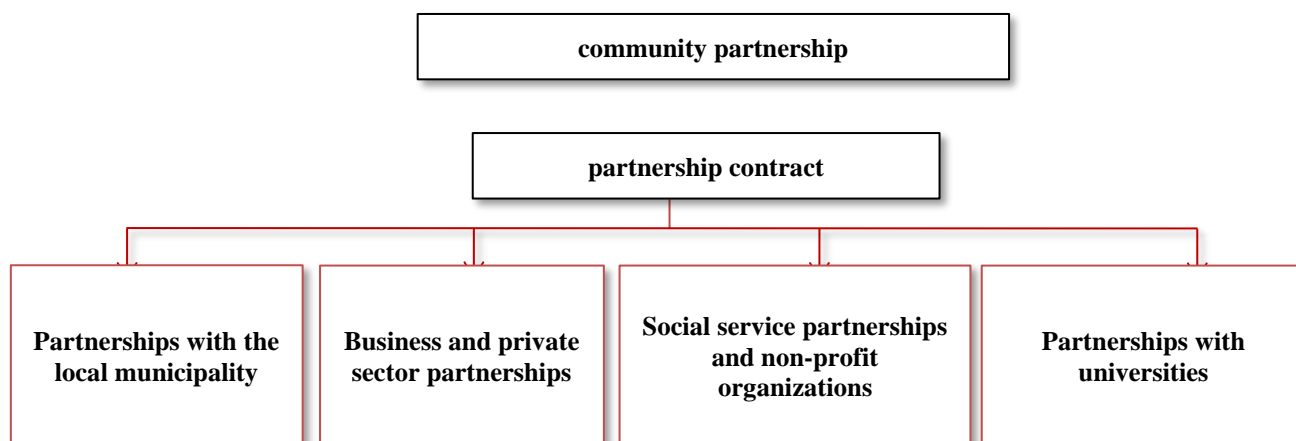 community partnership
partnership contract
Partnerships with the
local municipality
Business and private
sector partnerships
Social service partnerships
and non-profit
organizations
Partnerships with
universities